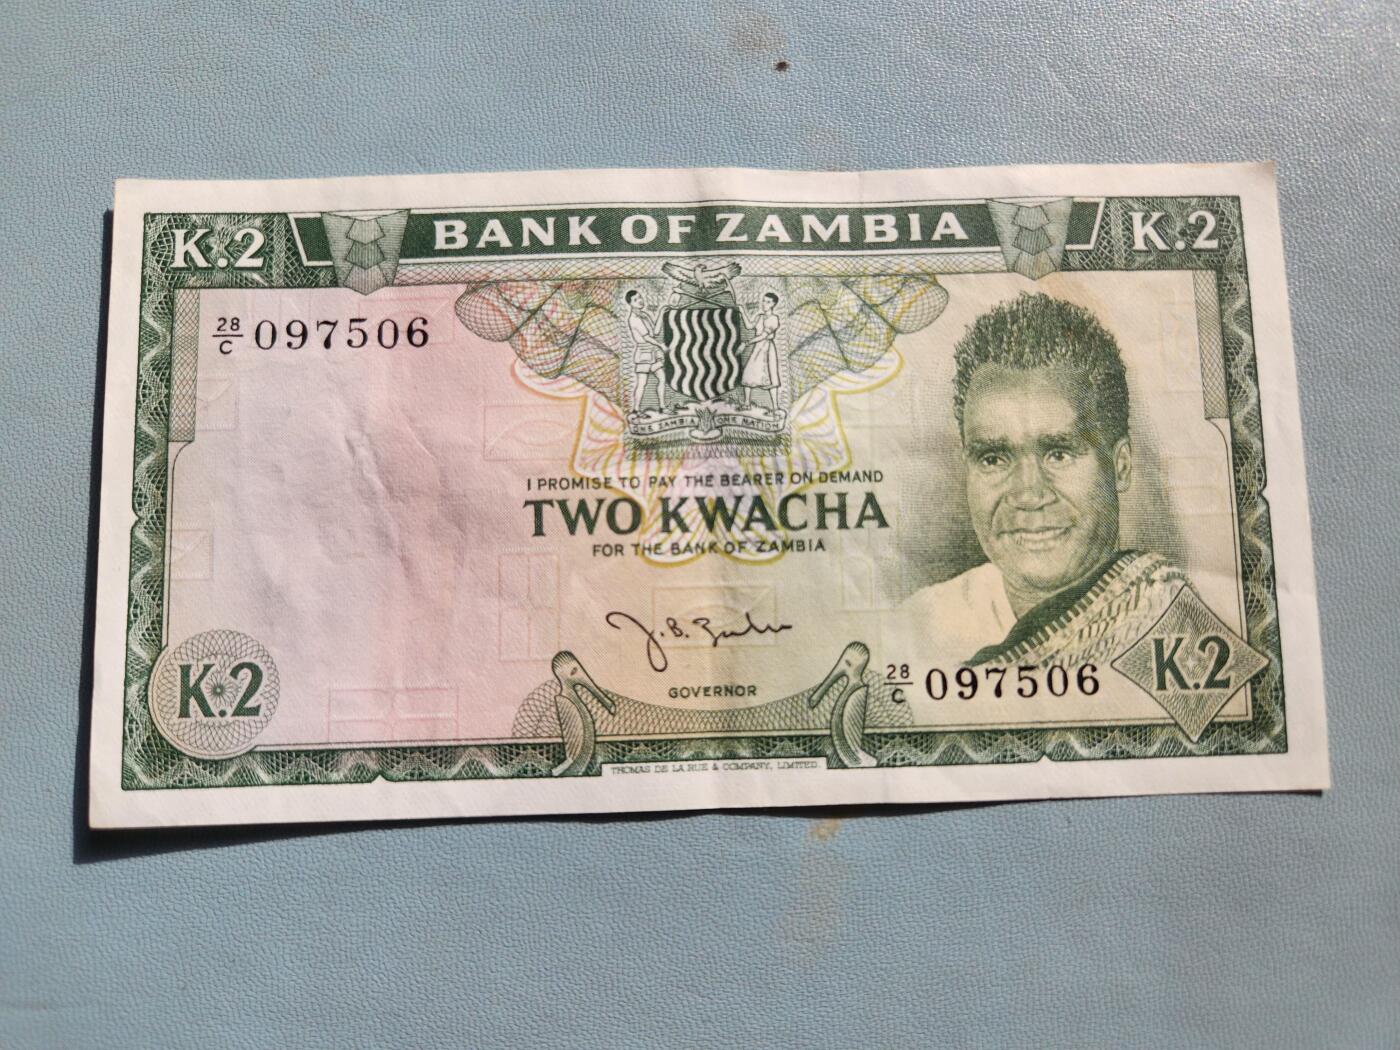 K.2 BANK OF ZAMBIA K.2
28/C 097506
ONE ZAMBIA ONE NATION
I PROMISE TO PAY THE BEARER ON DEMAND
TWO KWACHA
FOR THE BANK OF ZAMBIA
GOVERNOR
28/C 097506
K.2 K.2
THOMAS DE LA RUE & COMPANY, LIMITED.